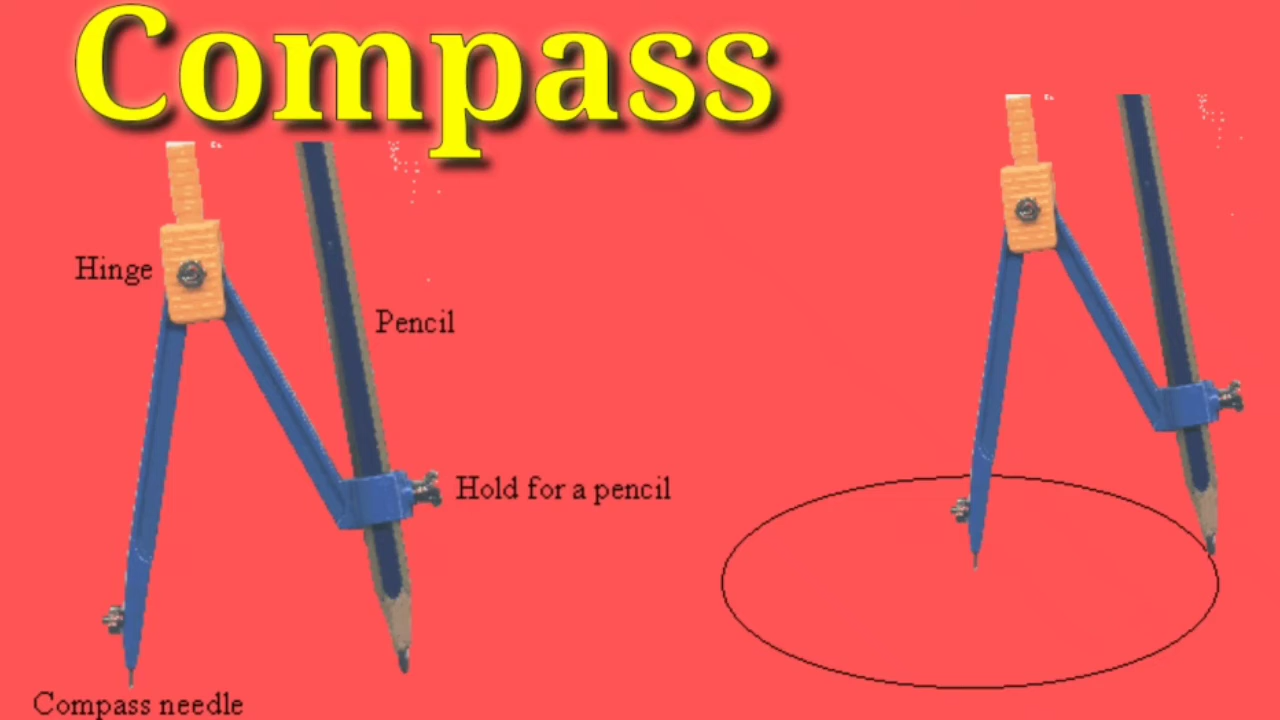 Compass
Hinge
Pencil
Hold for a pencil
Compass needle